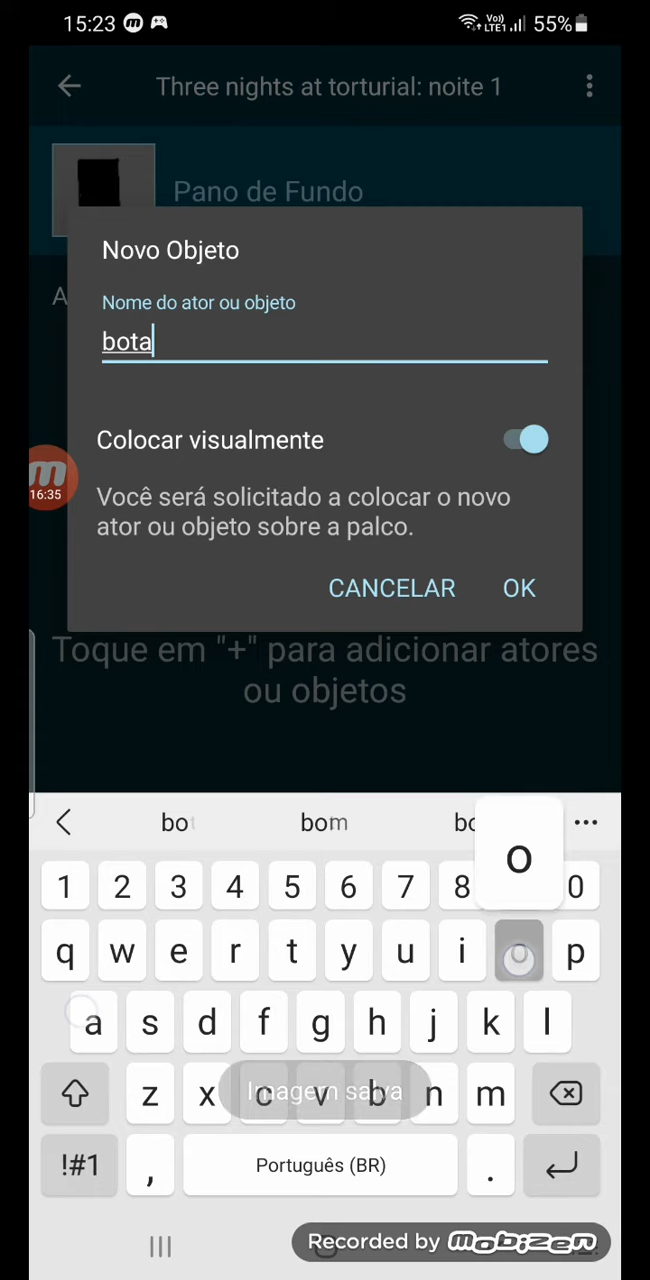 15:23
Vo))
LTE1
55%
Three nights at torturial: noite 1
Pano de Fundo
Novo Objeto
A
Nome do ator ou objeto
bota
Colocar visualmente
16:35
Você será solicitado a colocar o novo
ator ou objeto sobre a palco.
CANCELAR OK
Toque em "+" para adicionar atores
ou objetos
bo bom bo
o
1 2 3 4 5 6 7 8 0
q w e r t y u i o p
a s d f g h j k l
Imagem salva
z x c v b n m
!#1 , Português (BR) .
Recorded by mobizen